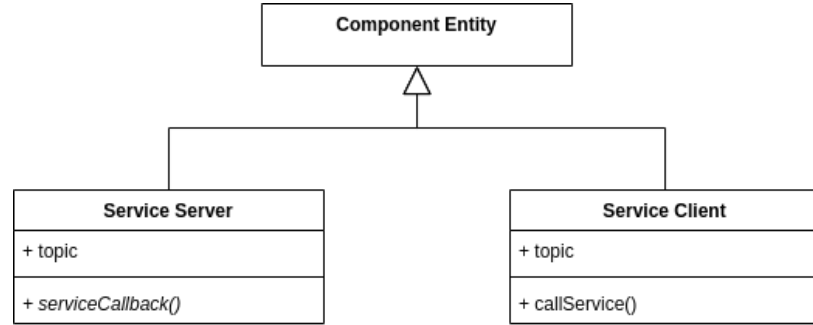 Component Entity
Service Server
+ topic
+ serviceCallback()
Service Client
+ topic
+ callService()